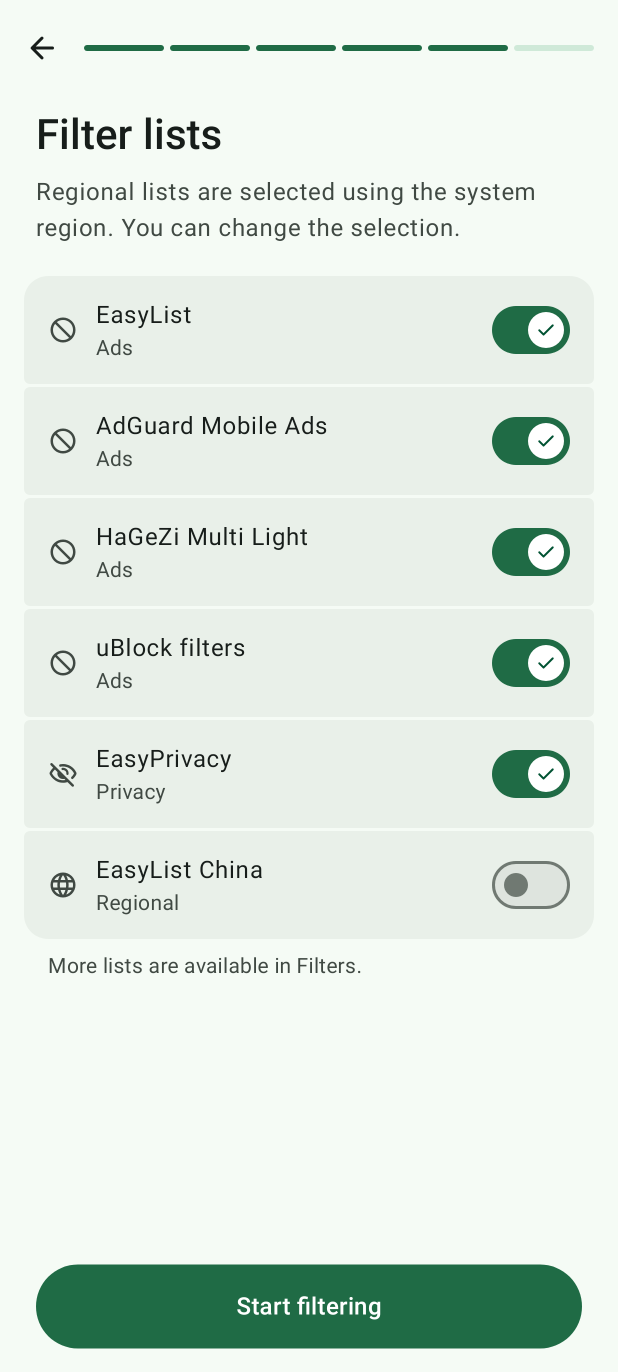 Filter lists
Regional lists are selected using the system
region. You can change the selection.
EasyList
Ads
AdGuard Mobile Ads
Ads
HaGeZi Multi Light
Ads
uBlock filters
Ads
EasyPrivacy
Privacy
EasyList China
Regional
More lists are available in Filters.
Start filtering